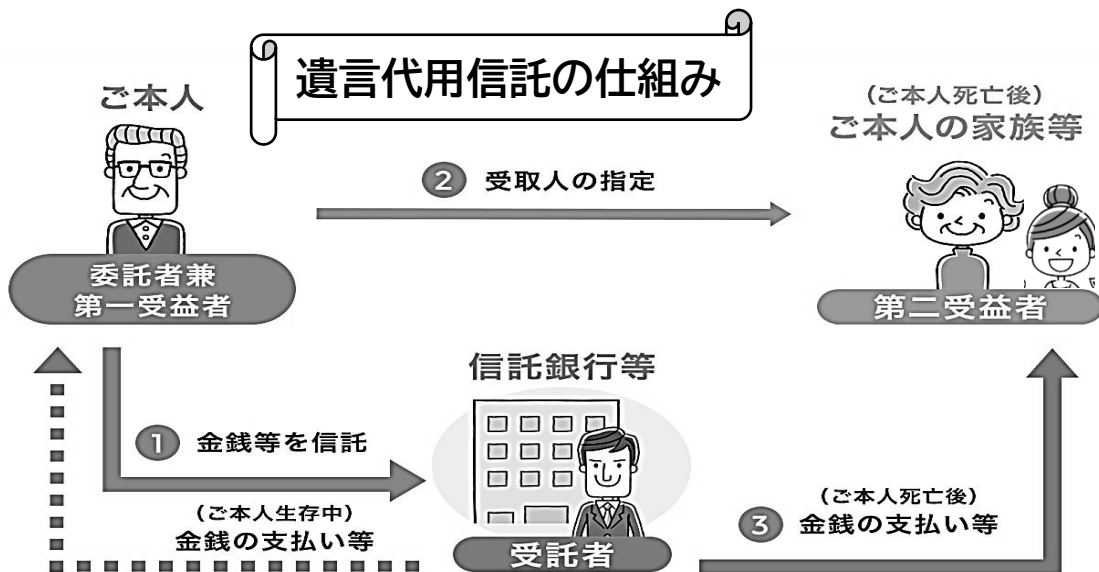 遺言代用信託の仕組み
ご本人
委託者兼
第一受益者
② 受取人の指定
(ご本人死亡後)
ご本人の家族等
第二受益者
① 金銭等を信託
(ご本人生存中)
金銭の支払い等
信託銀行等
受託者
(ご本人死亡後)
③ 金銭の支払い等